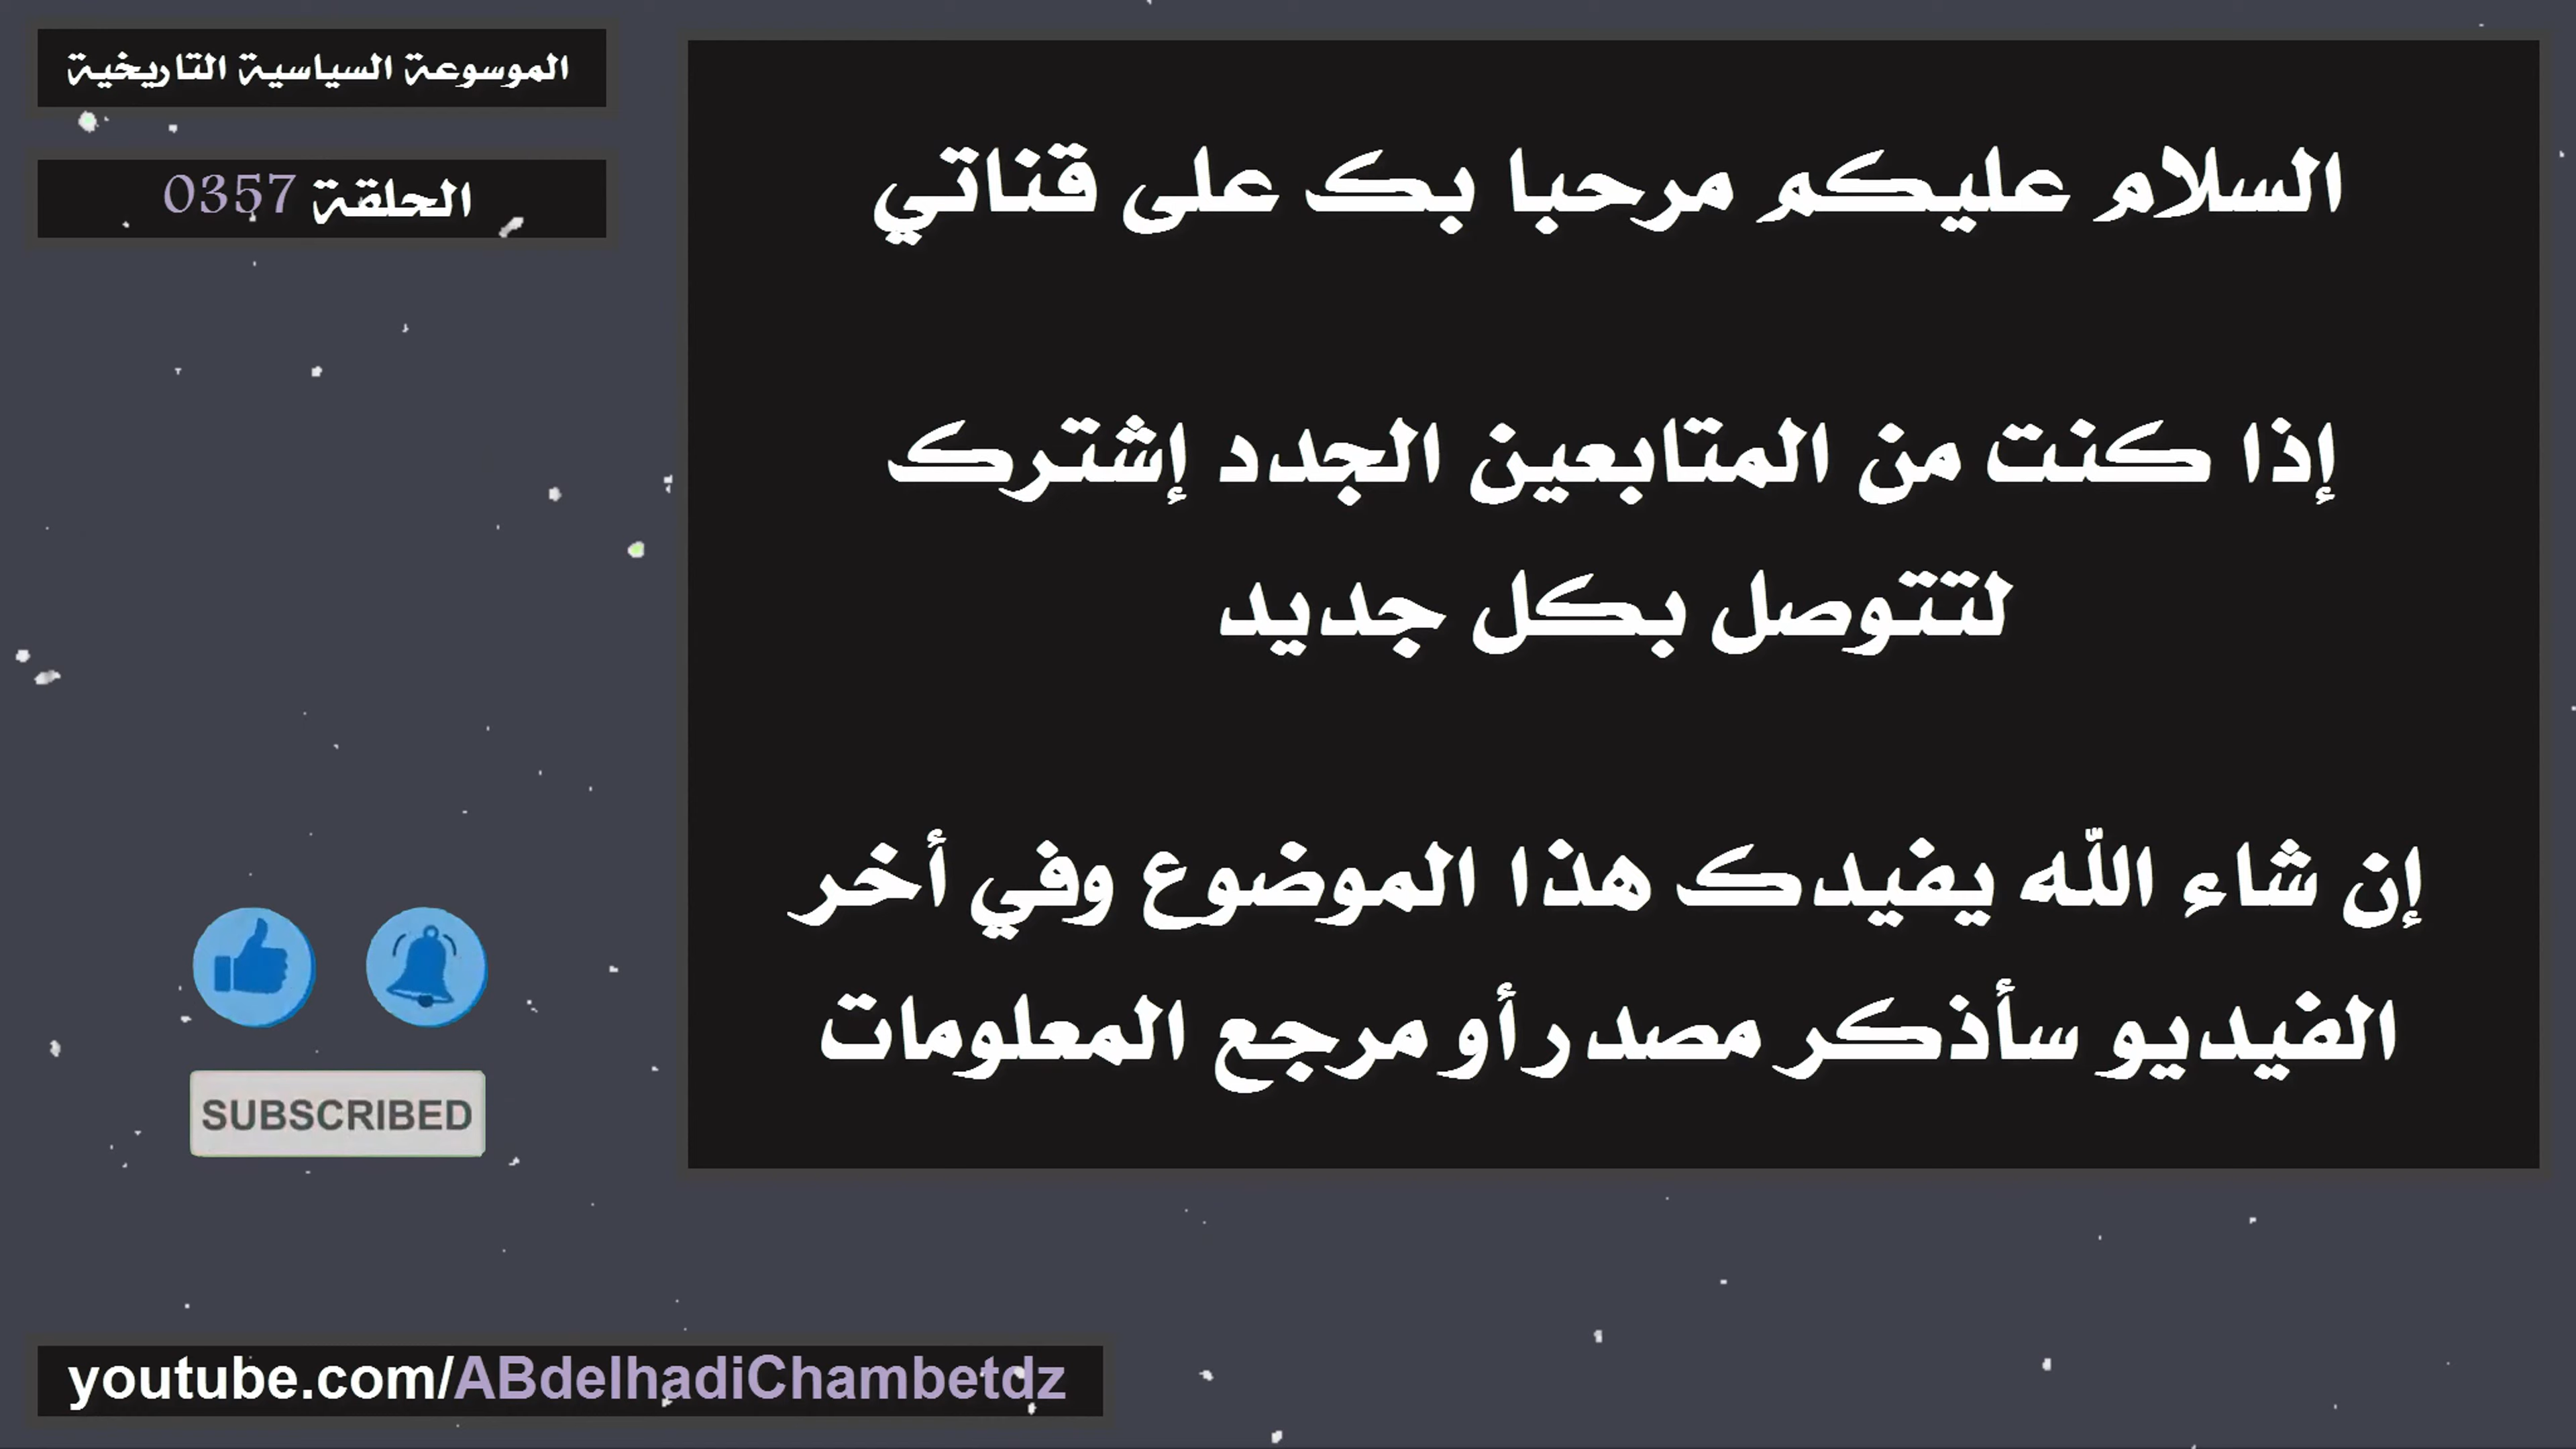 الموسوعة السياسية التاريخية
الحلقة 0357
السلام عليكم مرحبا بك على قناتي
إذا كنت من المتابعين الجدد إشترك
لتتوصل بكل جديد
إن شاء الله يفيدك هذا الموضوع وفي أخر
الفيديو سأذكر مصدر أو مرجع المعلومات
SUBSCRIBED
youtube.com/ABdelhadiChambetdz